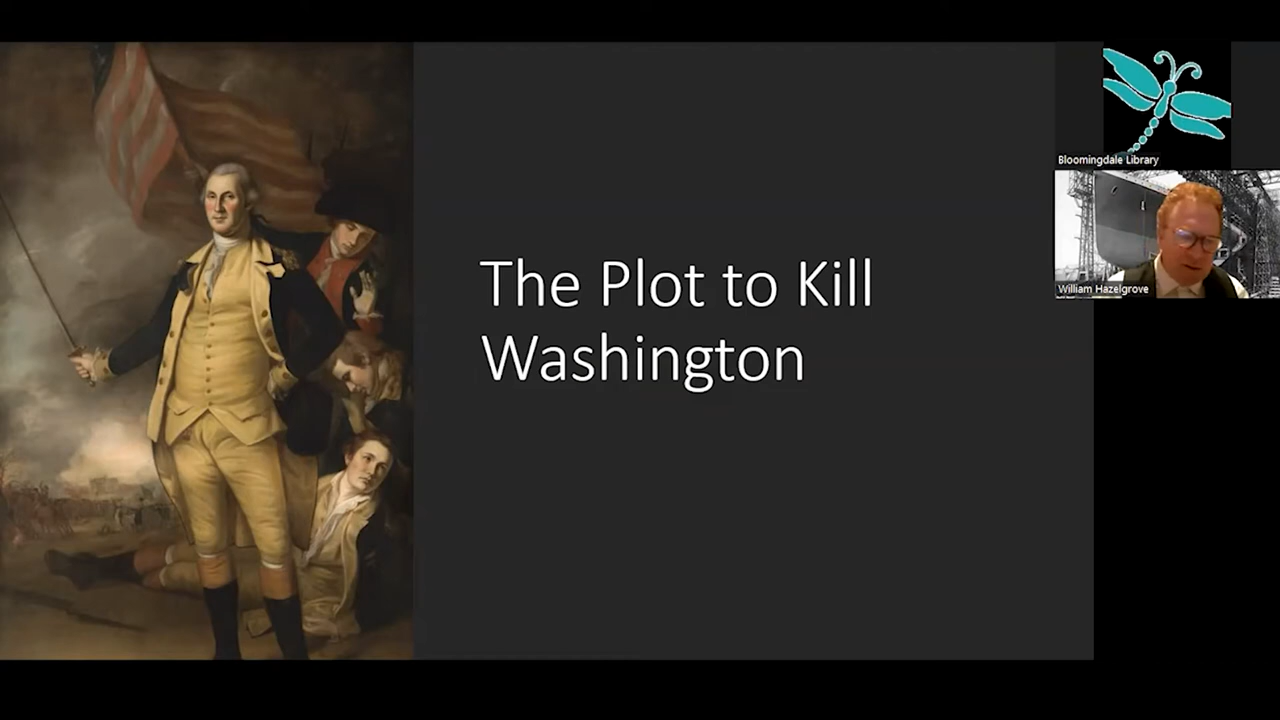 The Plot to Kill
Washington
Bloomingdale Library
William Hazelgrove